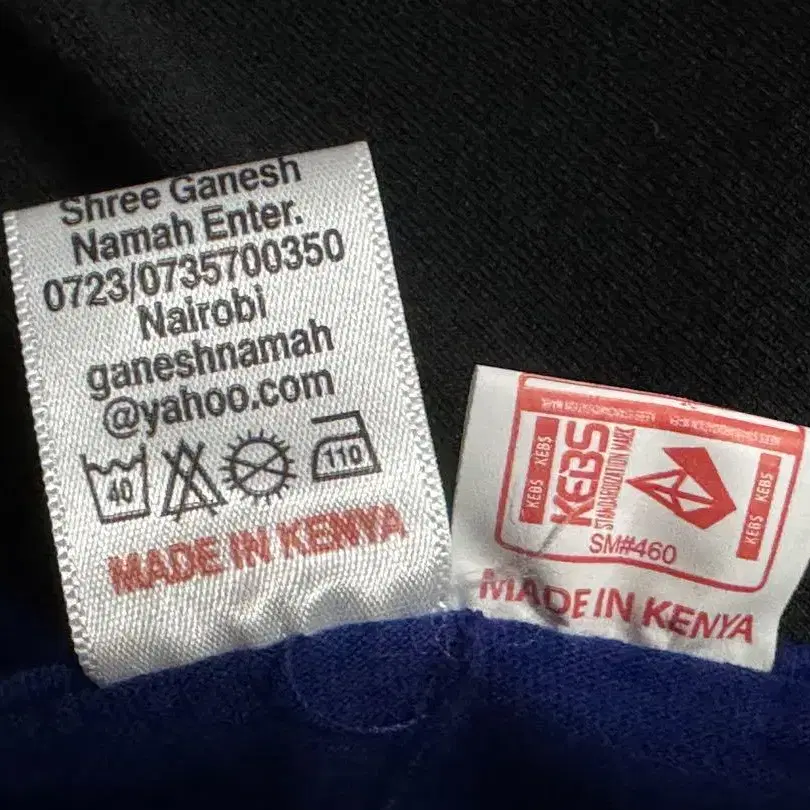 Shree Ganesh
Namah Enter.
0723/0735700350
Nairobi
ganeshnamah
@yahoo.com
40
110
MADE IN KENYA
KEBS KEBS
KEBS
STANDARDIZATION MARK
KEBS KEBS
SM#460
MADE IN KENYA